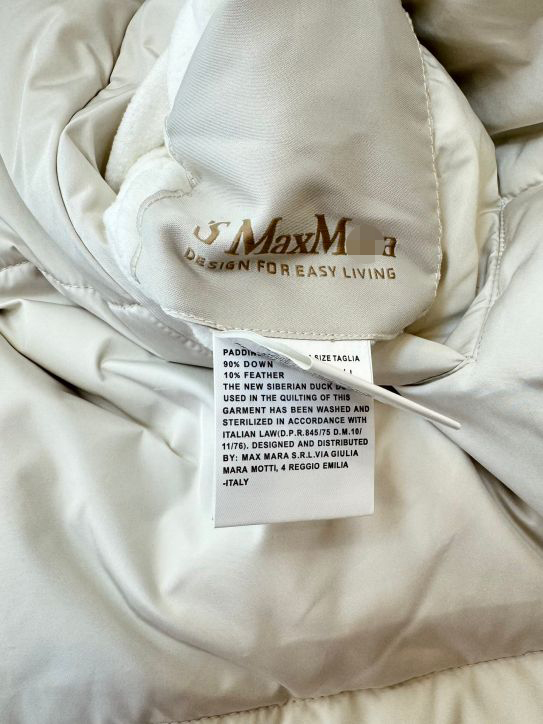 'S MaxM a
DESIGN FOR EASY LIVING
PADDIN SIZE TAGLIA
90% DOWN
10% FEATHER
THE NEW SIBERIAN DUCK
USED IN THE QUILTING OF THIS
GARMENT HAS BEEN WASHED AND
STERILIZED IN ACCORDANCE WITH
ITALIAN LAW(D.P.R.845/75 D.M.10/
11/76). DESIGNED AND DISTRIBUTED
BY: MAX MARA S.R.L.VIA GIULIA
MARA MOTTI, 4 REGGIO EMILIA
-ITALY